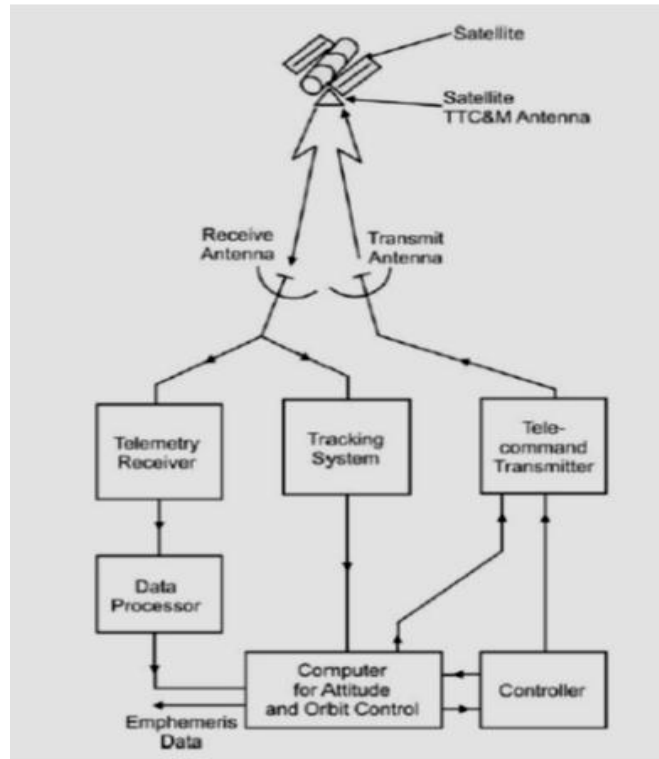 Satellite
Satellite
TTC&M Antenna
Receive
Antenna
Transmit
Antenna
Telemetry
Receiver
Tracking
System
Tele-
command
Transmitter
Data
Processor
Computer
for Attitude
and Orbit Control
Controller
Emphemeris
Data